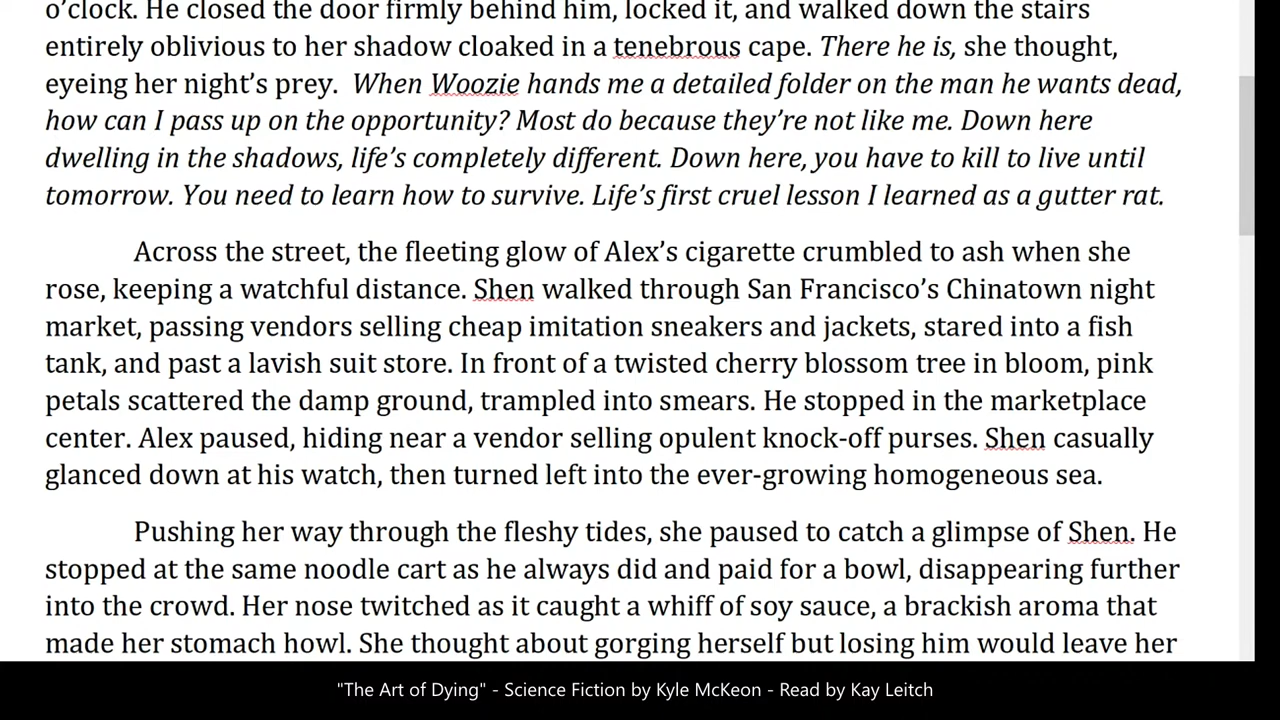 o’clock. He closed the door firmly behind him, locked it, and walked down the stairs
entirely oblivious to her shadow cloaked in a tenebrous cape. There he is, she thought,
eyeing her night’s prey.  When Woozie hands me a detailed folder on the man he wants dead,
how can I pass up on the opportunity? Most do because they’re not like me. Down here
dwelling in the shadows, life’s completely different. Down here, you have to kill to live until
tomorrow. You need to learn how to survive. Life’s first cruel lesson I learned as a gutter rat.
Across the street, the fleeting glow of Alex’s cigarette crumbled to ash when she
rose, keeping a watchful distance. Shen walked through San Francisco’s Chinatown night
market, passing vendors selling cheap imitation sneakers and jackets, stared into a fish
tank, and past a lavish suit store. In front of a twisted cherry blossom tree in bloom, pink
petals scattered the damp ground, trampled into smears. He stopped in the marketplace
center. Alex paused, hiding near a vendor selling opulent knock-off purses. Shen casually
glanced down at his watch, then turned left into the ever-growing homogeneous sea.
Pushing her way through the fleshy tides, she paused to catch a glimpse of Shen. He
stopped at the same noodle cart as he always did and paid for a bowl, disappearing further
into the crowd. Her nose twitched as it caught a whiff of soy sauce, a brackish aroma that
made her stomach howl. She thought about gorging herself but losing him would leave her
"The Art of Dying" - Science Fiction by Kyle McKeon - Read by Kay Leitch